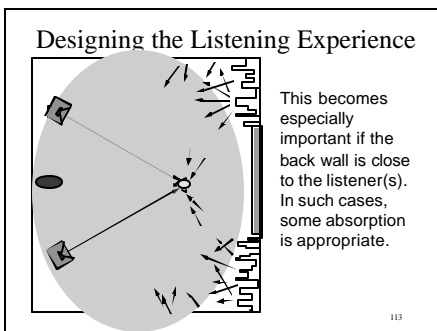 Designing the Listening Experience
This becomes
especially
important if the
back wall is close
to the listener(s).
In such cases,
some absorption
is appropriate.
113